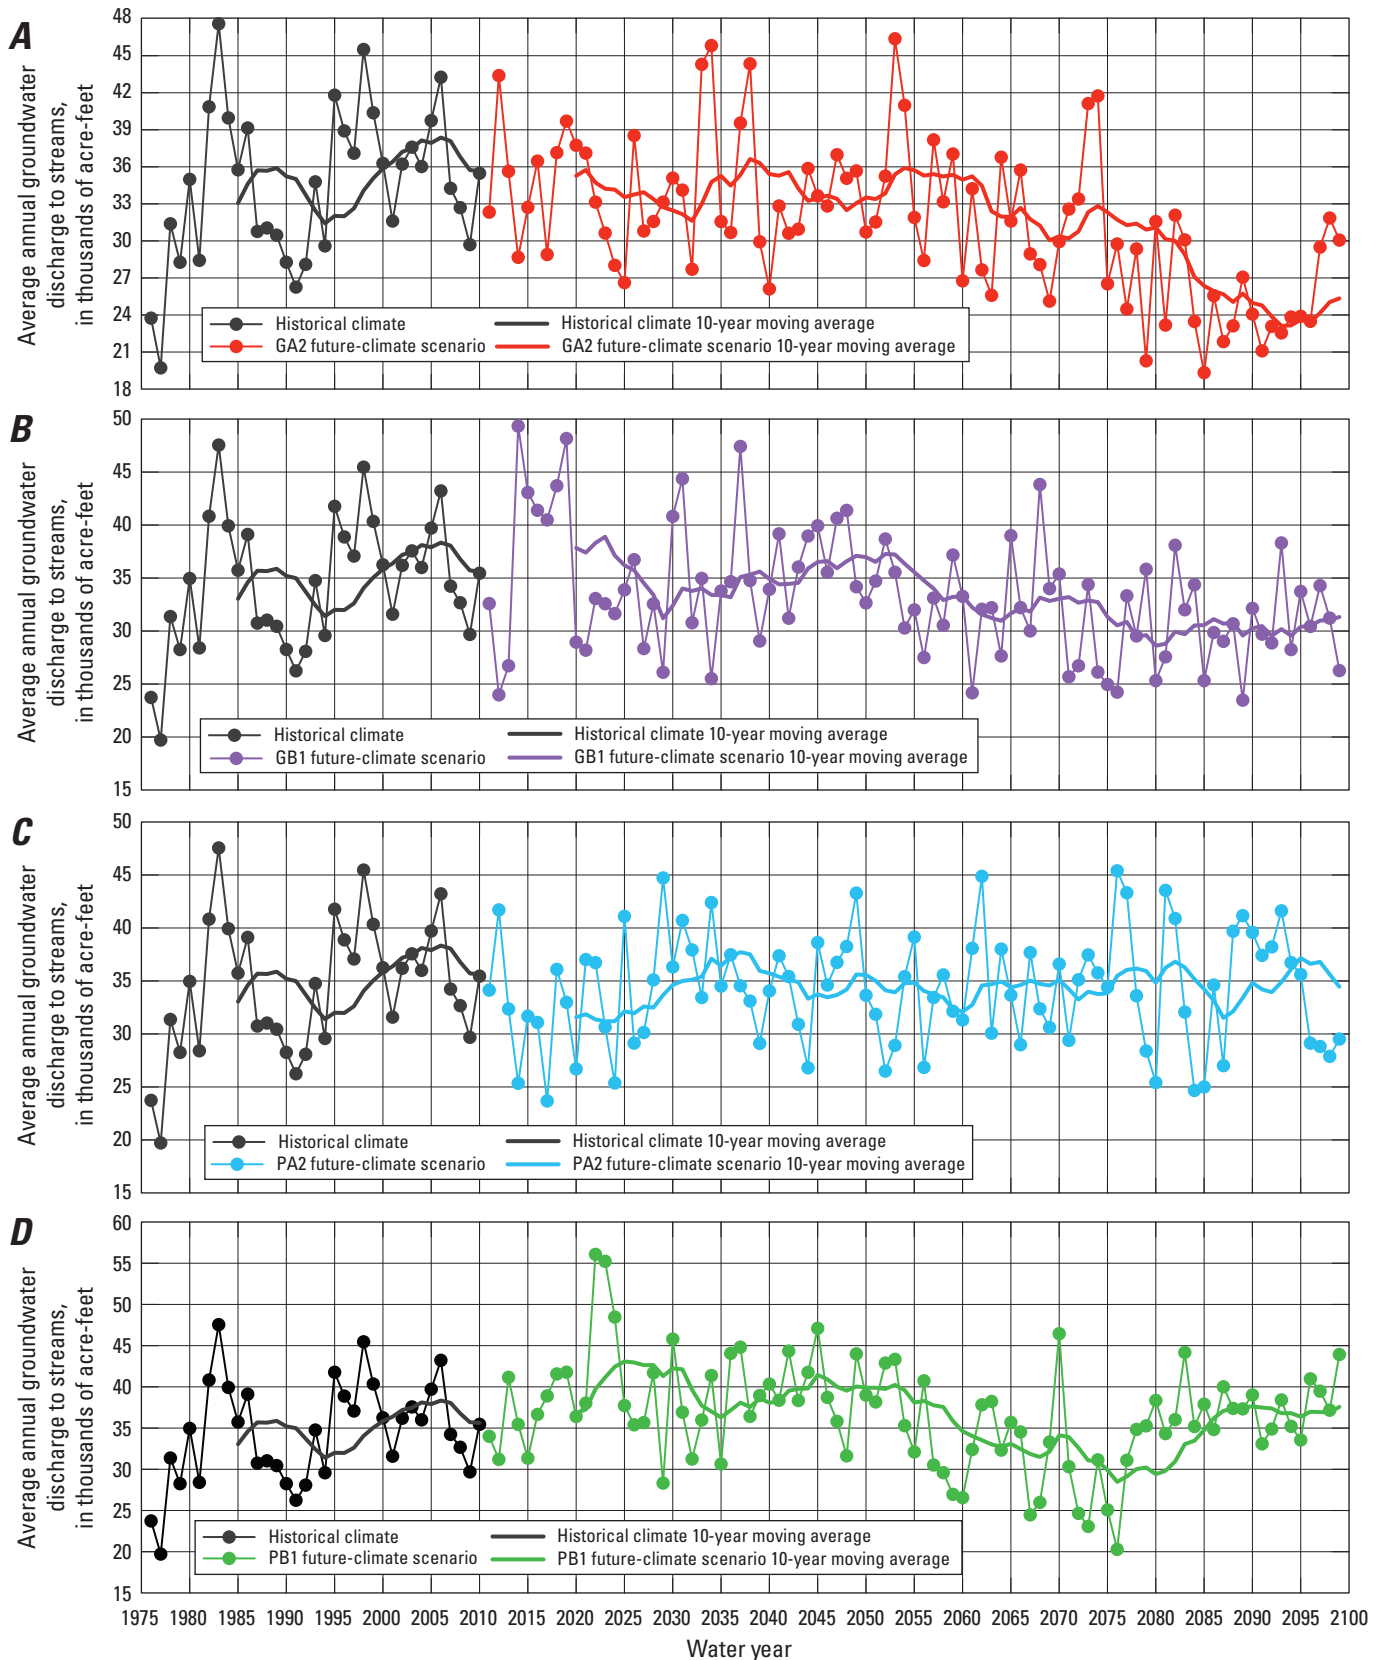 A
Average annual groundwater
discharge to streams,
in thousands of acre-feet
48
45
42
39
36
33
30
27
24
21
18
Historical climate
Historical climate 10-year moving average
GA2 future-climate scenario
GA2 future-climate scenario 10-year moving average
B
Average annual groundwater
discharge to streams,
in thousands of acre-feet
50
45
40
35
30
25
20
15
Historical climate
Historical climate 10-year moving average
GB1 future-climate scenario
GB1 future-climate scenario 10-year moving average
C
Average annual groundwater
discharge to streams,
in thousands of acre-feet
50
45
40
35
30
25
20
15
Historical climate
Historical climate 10-year moving average
PA2 future-climate scenario
PA2 future-climate scenario 10-year moving average
D
Average annual groundwater
discharge to streams,
in thousands of acre-feet
60
55
50
45
40
35
30
25
20
15
Historical climate
Historical climate 10-year moving average
PB1 future-climate scenario
PB1 future-climate scenario 10-year moving average
1975 1980 1985 1990 1995 2000 2005 2010 2015 2020 2025 2030 2035 2040 2045 2050 2055 2060 2065 2070 2075 2080 2085 2090 2095 2100
Water year